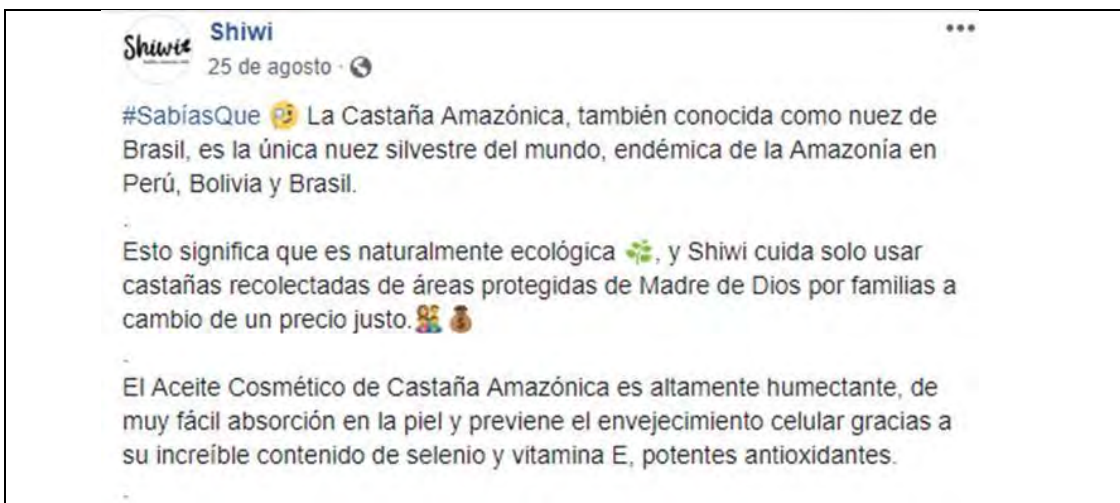 Shiwi
Shiwi
25 de agosto ·
...
#SabíasQue La Castaña Amazónica, también conocida como nuez de
Brasil, es la única nuez silvestre del mundo, endémica de la Amazonía en
Perú, Bolivia y Brasil.
.
Esto significa que es naturalmente ecológica 🌿, y Shiwi cuida solo usar
castañas recolectadas de áreas protegidas de Madre de Dios por familias a
cambio de un precio justo.👨‍👩‍👧‍👦 💰
.
El Aceite Cosmético de Castaña Amazónica es altamente humectante, de
muy fácil absorción en la piel y previene el envejecimiento celular gracias a
su increíble contenido de selenio y vitamina E, potentes antioxidantes.
.